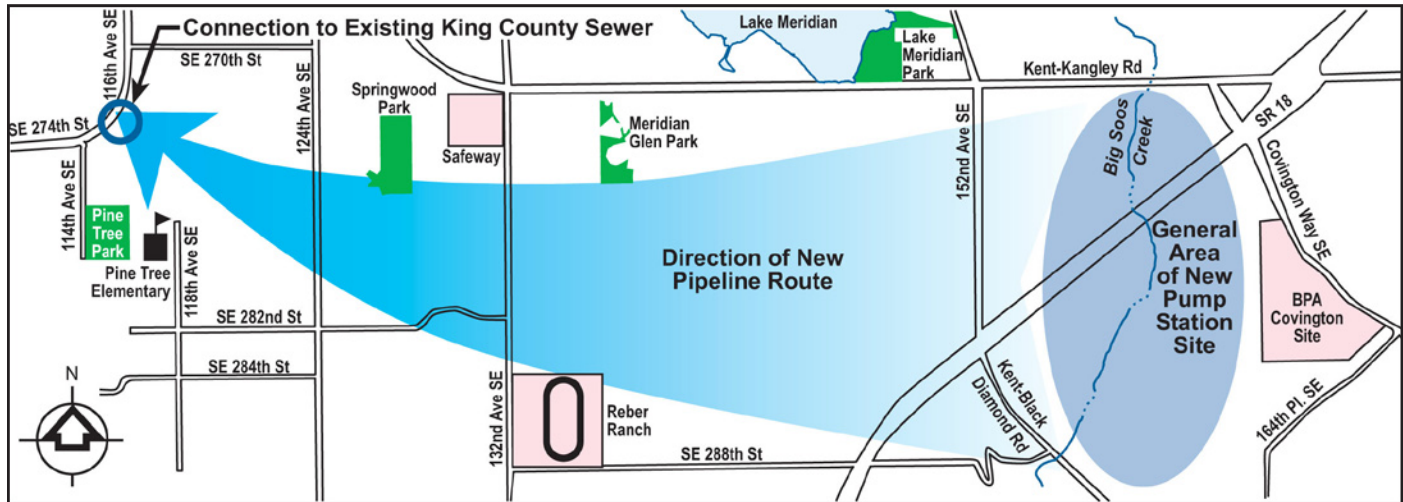 Connection to Existing King County Sewer
116th Ave SE
SE 270th St
SE 274th St
124th Ave SE
Springwood
Park
Safeway
Meridian
Glen Park
Lake Meridian
Lake
Meridian
Park
Kent-Kangley Rd
152nd Ave SE
Big Soos
Creek
SR 18
Covington Way SE
114th Ave SE
Pine
Tree
Park
Pine Tree
Elementary
118th Ave SE
Direction of New
Pipeline Route
General
Area
of New
Pump
Station
Site
BPA
Covington
Site
SE 282nd St
SE 284th St
132nd Ave SE
Reber
Ranch
Kent-Black
Diamond Rd
164th Pl. SE
SE 288th St
N